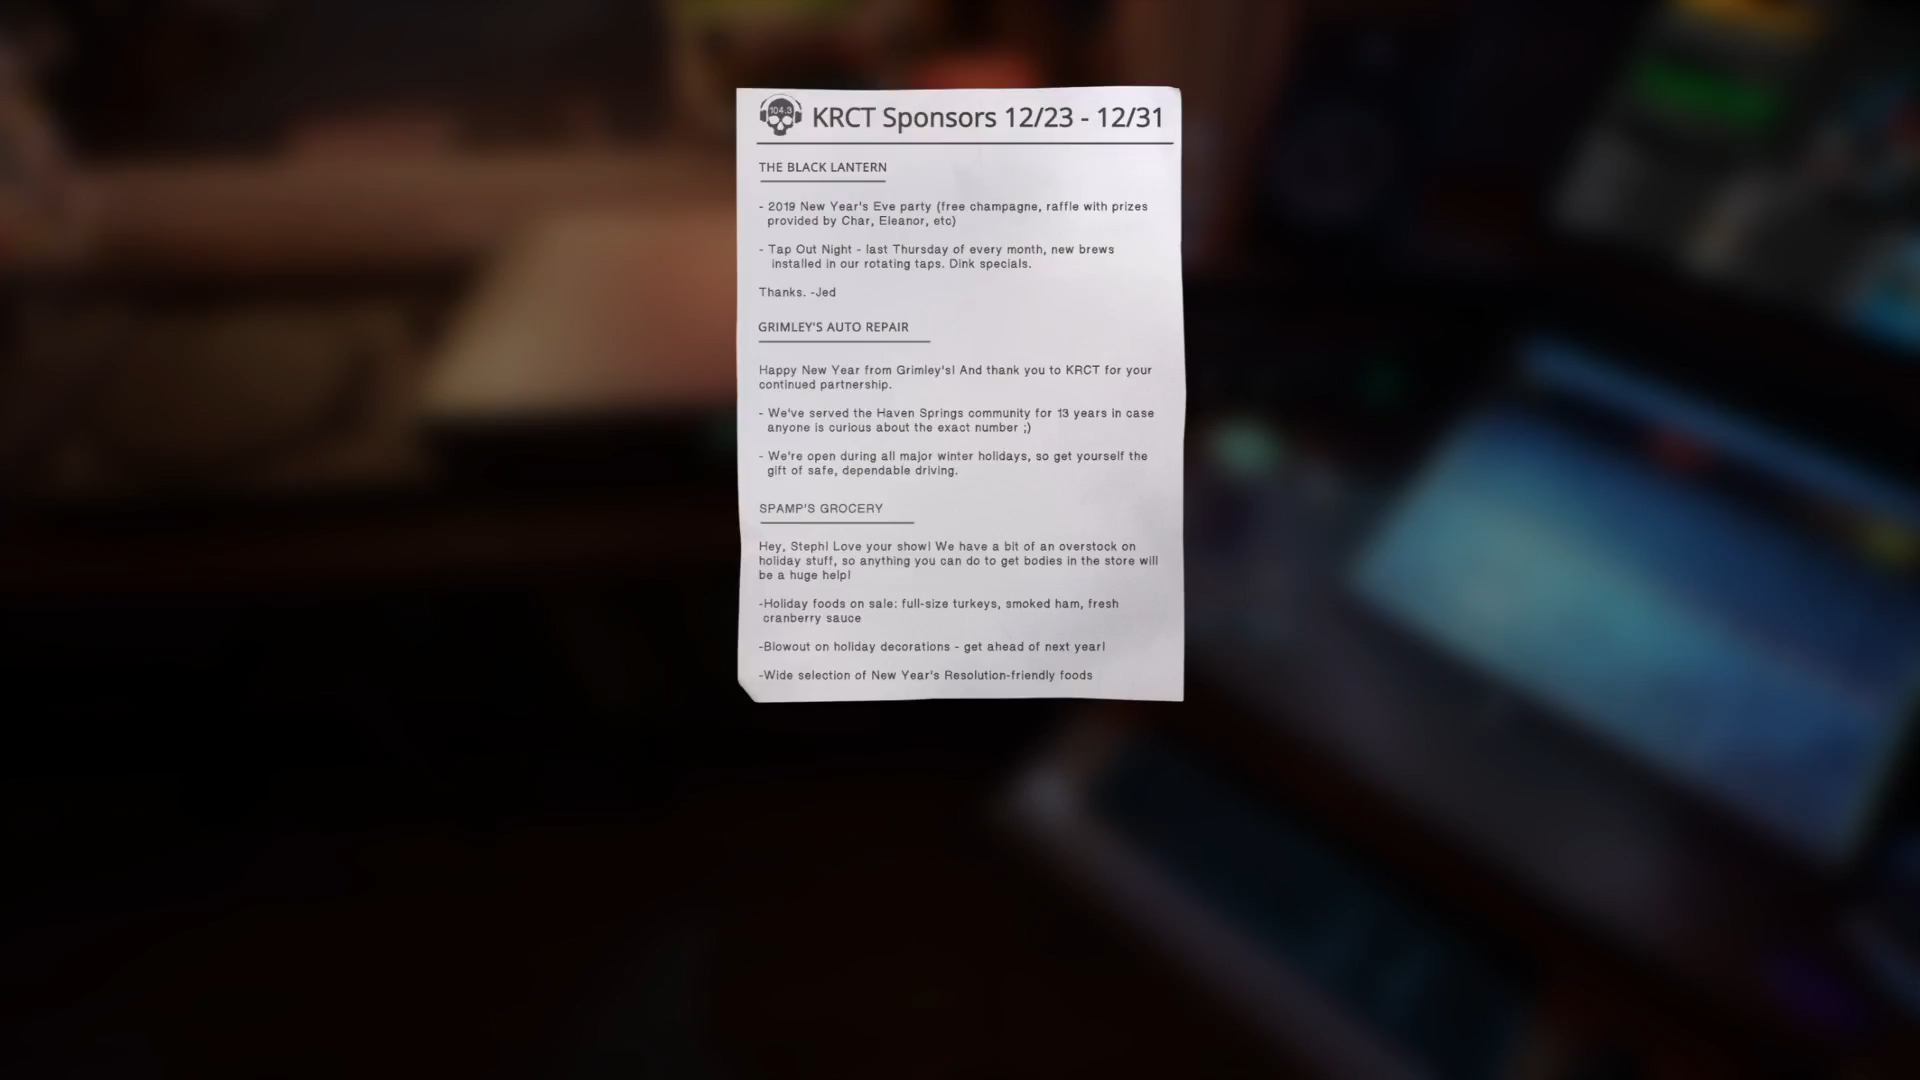 104.3
KRCT Sponsors 12/23 - 12/31
THE BLACK LANTERN
- 2019 New Year's Eve party (free champagne, raffle with prizes
provided by Char, Eleanor, etc)
- Tap Out Night - last Thursday of every month, new brews
installed in our rotating taps. Dink specials.
Thanks. -Jed
GRIMLEY'S AUTO REPAIR
Happy New Year from Grimley's! And thank you to KRCT for your
continued partnership.
- We've served the Haven Springs community for 13 years in case
anyone is curious about the exact number ;)
- We're open during all major winter holidays, so get yourself the
gift of safe, dependable driving.
SPAMP'S GROCERY
Hey, Steph! Love your show! We have a bit of an overstock on
holiday stuff, so anything you can do to get bodies in the store will
be a huge help!
-Holiday foods on sale: full-size turkeys, smoked ham, fresh
cranberry sauce
-Blowout on holiday decorations - get ahead of next year!
-Wide selection of New Year's Resolution-friendly foods